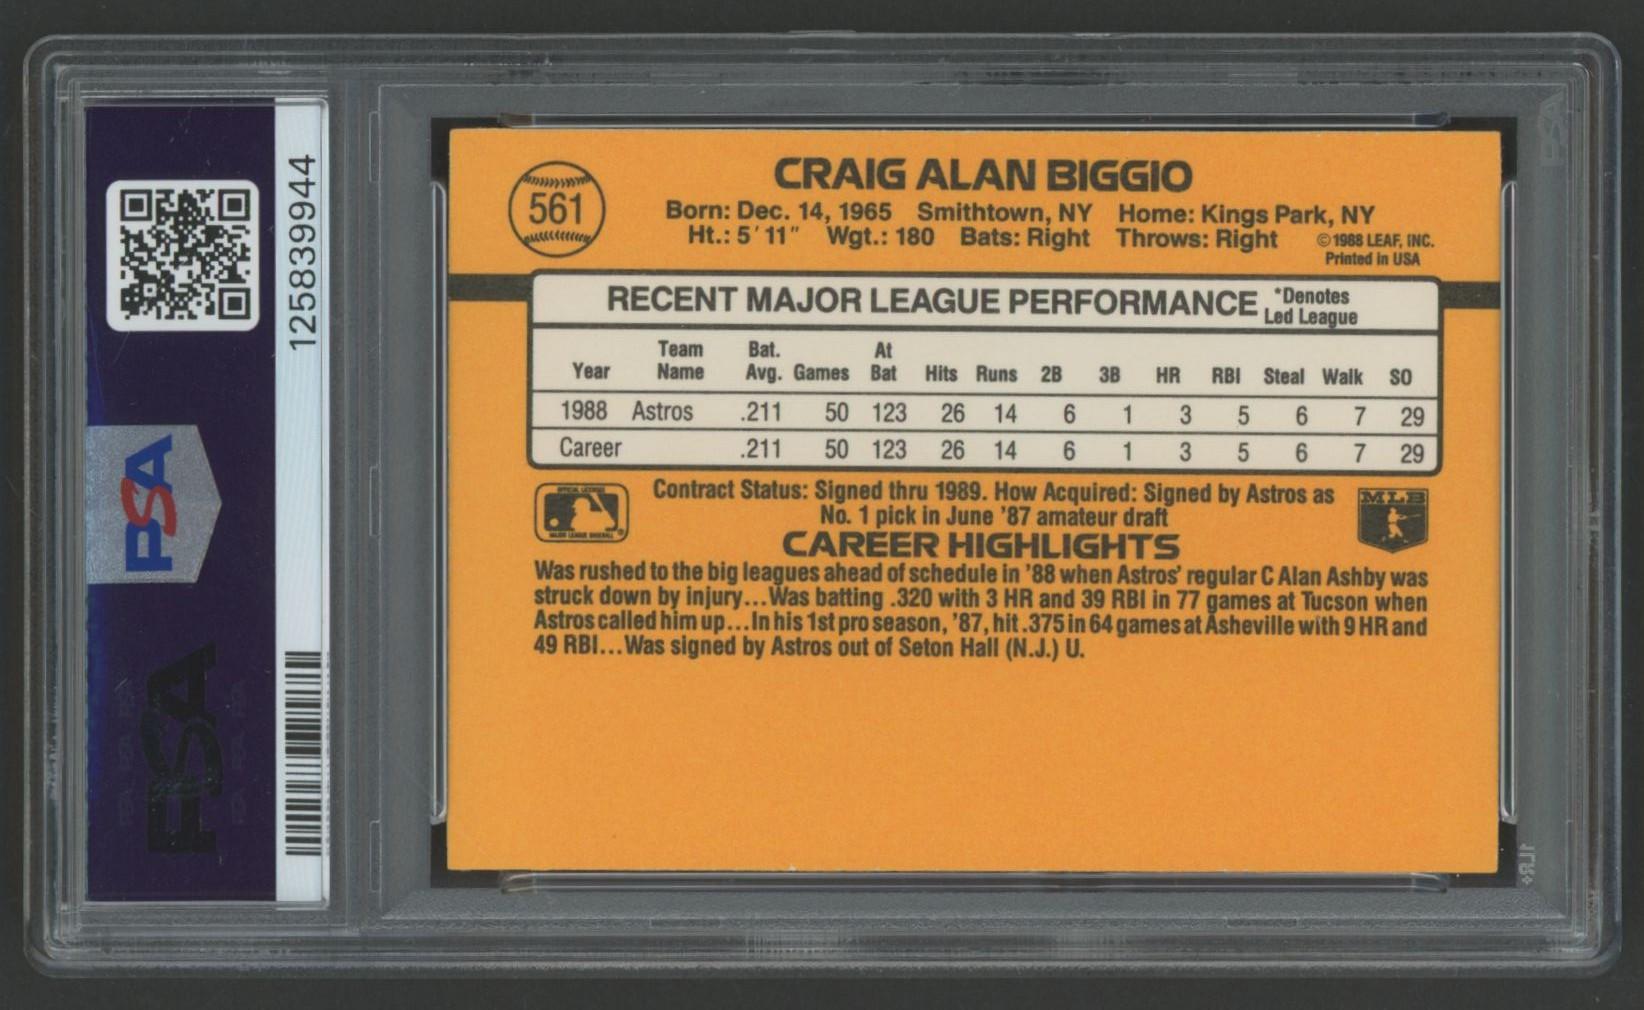 125839944
PSA
PSA
561
CRAIG ALAN BIGGIO
Born: Dec. 14, 1965 Smithtown, NY Home: Kings Park, NY
Ht.: 5' 11" Wgt.: 180 Bats: Right Throws: Right
©1988 LEAF, INC.
Printed in USA
RECENT MAJOR LEAGUE PERFORMANCE *Denotes Led League
Year Team Name Bat. Avg. Games At Bat Hits Runs 2B 3B HR RBI Steal Walk SO
1988 Astros .211 50 123 26 14 6 1 3 5 6 7 29
Career .211 50 123 26 14 6 1 3 5 6 7 29
Contract Status: Signed thru 1989. How Acquired: Signed by Astros as
No. 1 pick in June '87 amateur draft
MLB
CAREER HIGHLIGHTS
Was rushed to the big leagues ahead of schedule in '88 when Astros' regular C Alan Ashby was
struck down by injury...Was batting .320 with 3 HR and 39 RBI in 77 games at Tucson when
Astros called him up...In his 1st pro season, '87, hit .375 in 64 games at Asheville with 9 HR and
49 RBI...Was signed by Astros out of Seton Hall (N.J.) U.